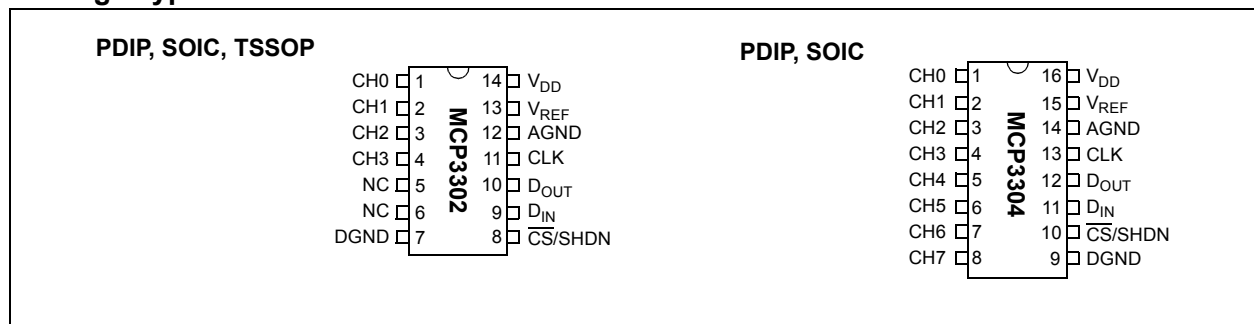 PDIP, SOIC, TSSOP
CH0 1 14 VDD
CH1 2 13 VREF
CH2 3 12 AGND
CH3 4 11 CLK
NC 5 10 DOUT
NC 6 9 DIN
DGND 7 8 CS/SHDN
MCP3302
PDIP, SOIC
CH0 1 16 VDD
CH1 2 15 VREF
CH2 3 14 AGND
CH3 4 13 CLK
CH4 5 12 DOUT
CH5 6 11 DIN
CH6 7 10 CS/SHDN
CH7 8 9 DGND
MCP3304